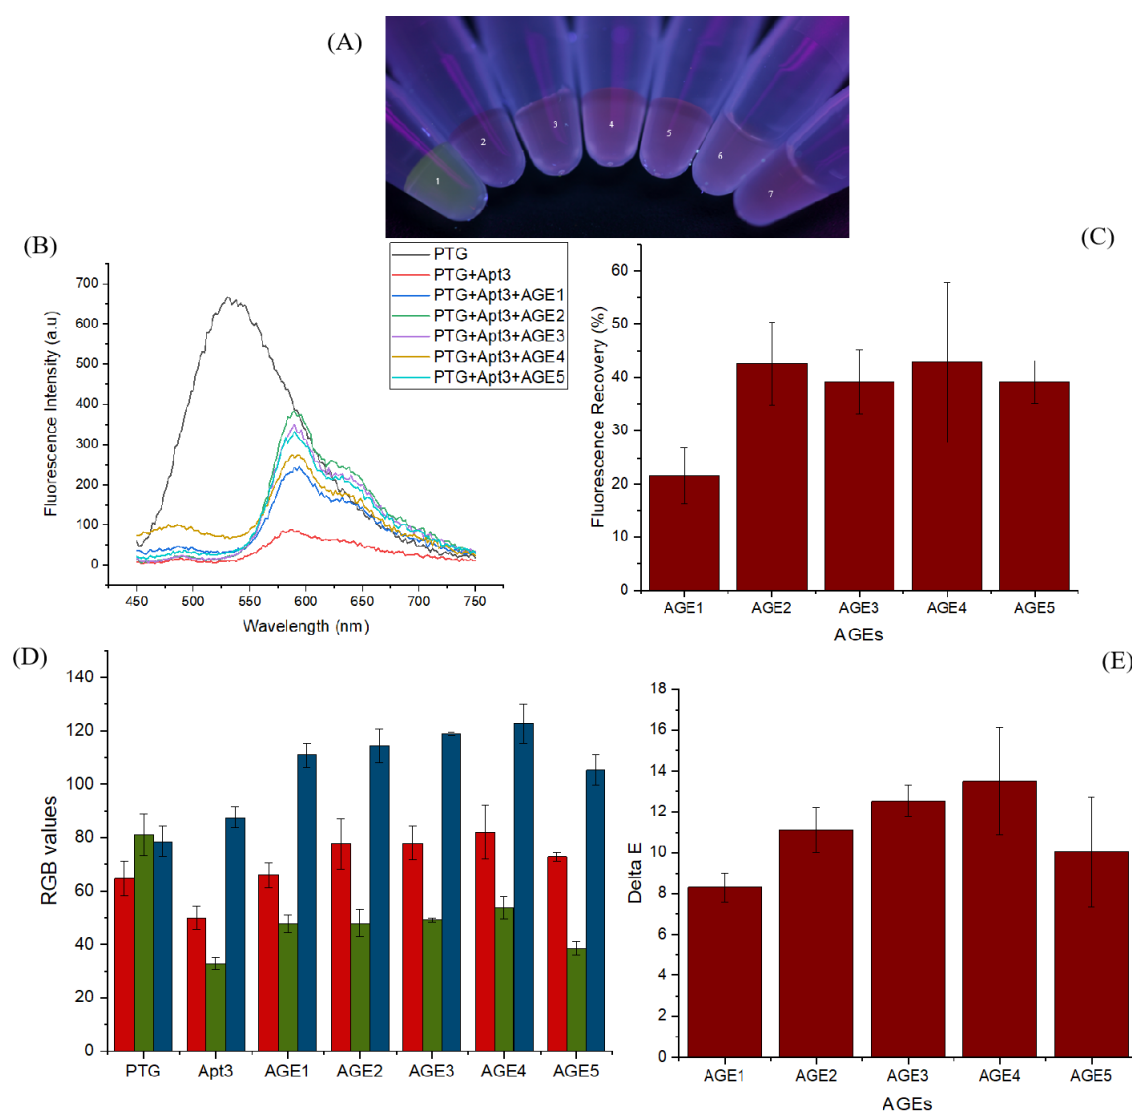 (A)
1
2
3
4
5
6
7
(B)
PTG
PTG+Apt3
PTG+Apt3+AGE1
PTG+Apt3+AGE2
PTG+Apt3+AGE3
PTG+Apt3+AGE4
PTG+Apt3+AGE5
700
600
500
400
300
200
100
0
Fluorescence Intensity (a.u)
450 500 550 600 650 700 750
Wavelength (nm)
(C)
60
50
40
30
20
10
0
Fluorescence Recovery (%)
AGE1 AGE2 AGE3 AGE4 AGE5
AGEs
(D)
140
120
100
80
60
40
20
0
RGB values
PTG Apt3 AGE1 AGE2 AGE3 AGE4 AGE5
(E)
18
16
14
12
10
8
6
4
2
0
Delta E
AGE1 AGE2 AGE3 AGE4 AGE5
AGEs